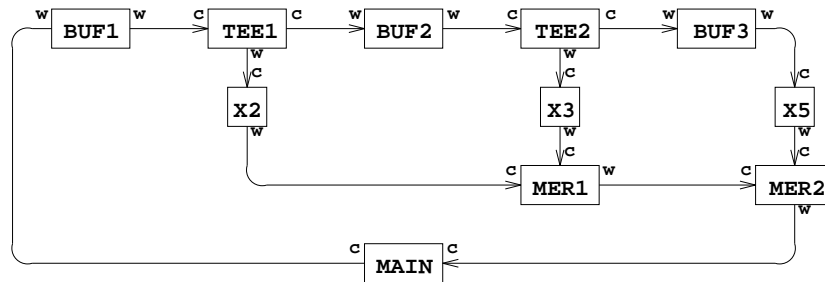 W BUF1 W C TEE1 C C BUF2 W W TEE2 C W BUF3 W
W W
C C C
X2 X3 X5
W W W
C C
C MER1 W C MER2
W
C MAIN C